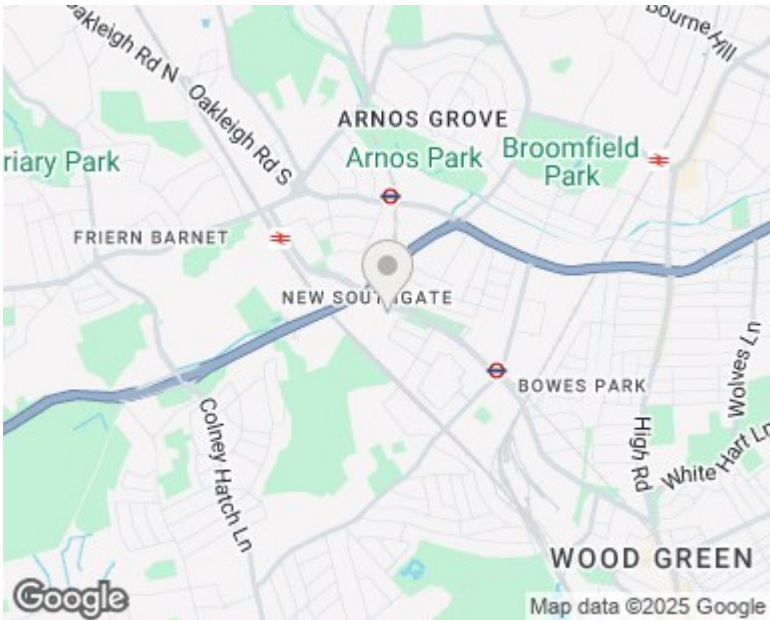 Oakleigh Rd N
Oakleigh Rd S
bourne Hill
ARNOS GROVE
Arnos Park
Broomfield
Park
riary Park
FRIERN BARNET
NEW SOUTHGATE
BOWES PARK
Colney Hatch Ln
High Rd
Wolves Ln
White Hart Ln
WOOD GREEN
Google
Map data ©2025 Google